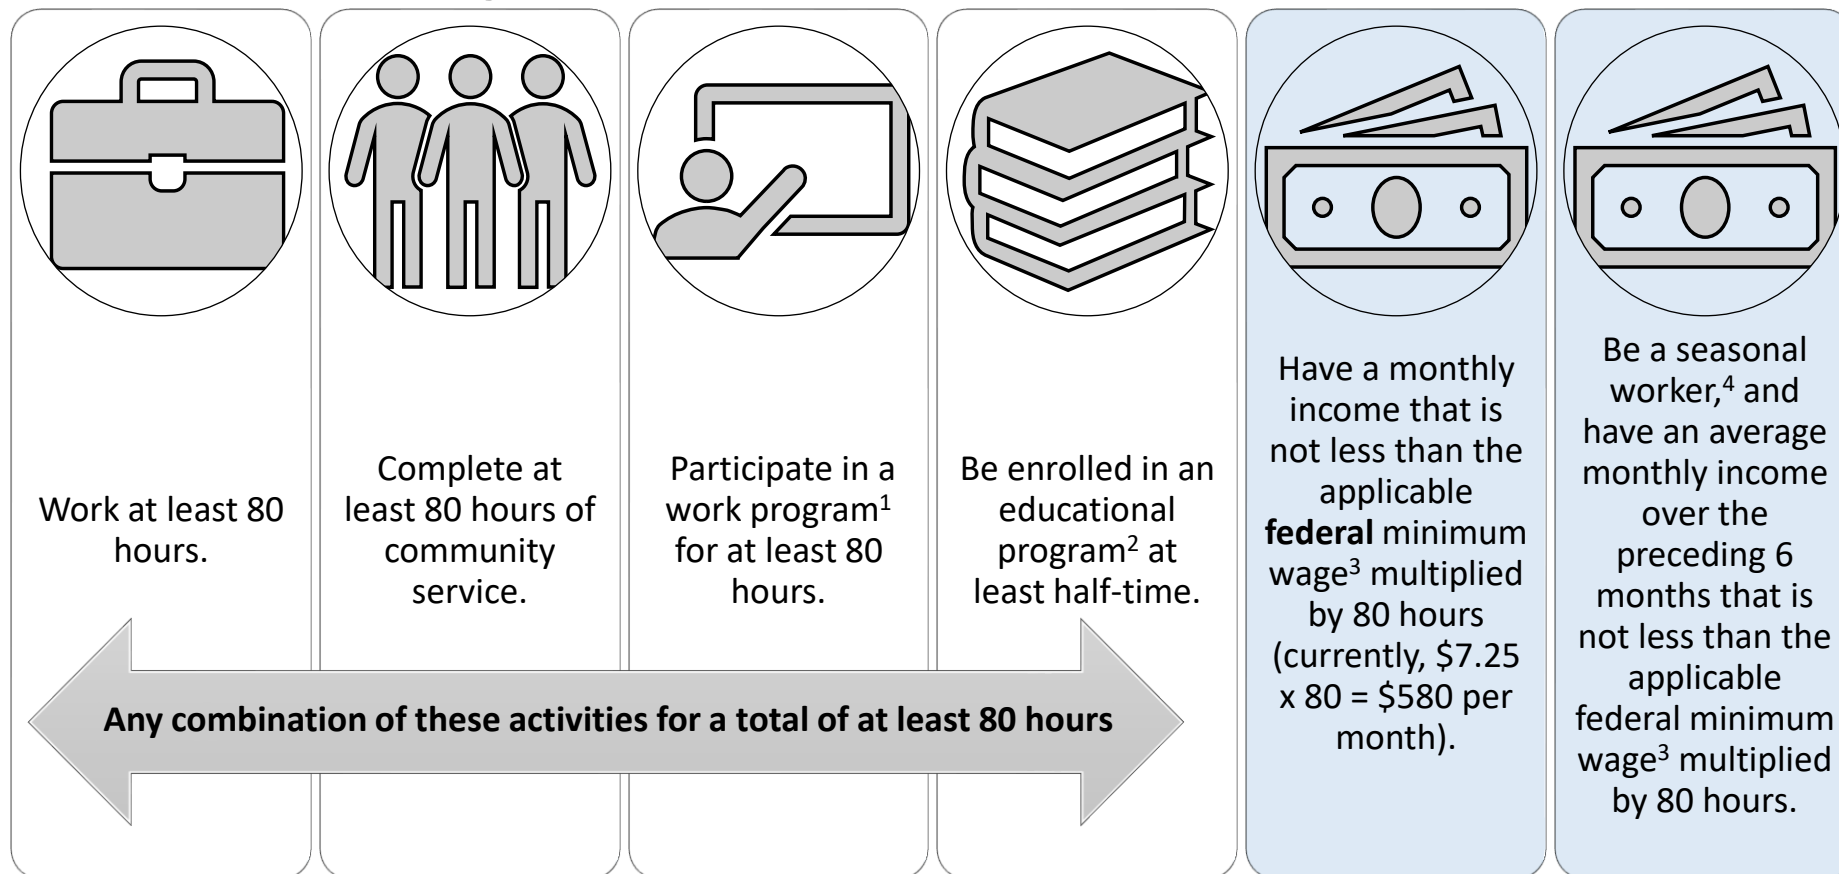 Work at least 80
hours.
Complete at
least 80 hours of
community
service.
Participate in a
work program¹
for at least 80
hours.
Be enrolled in an
educational
program² at
least half-time.
Any combination of these activities for a total of at least 80 hours
Have a monthly
income that is
not less than the
applicable
federal minimum
wage³ multiplied
by 80 hours
(currently, $7.25
x 80 = $580 per
month).
Be a seasonal
worker,⁴ and
have an average
monthly income
over the
preceding 6
months that is
not less than the
applicable
federal minimum
wage³ multiplied
by 80 hours.